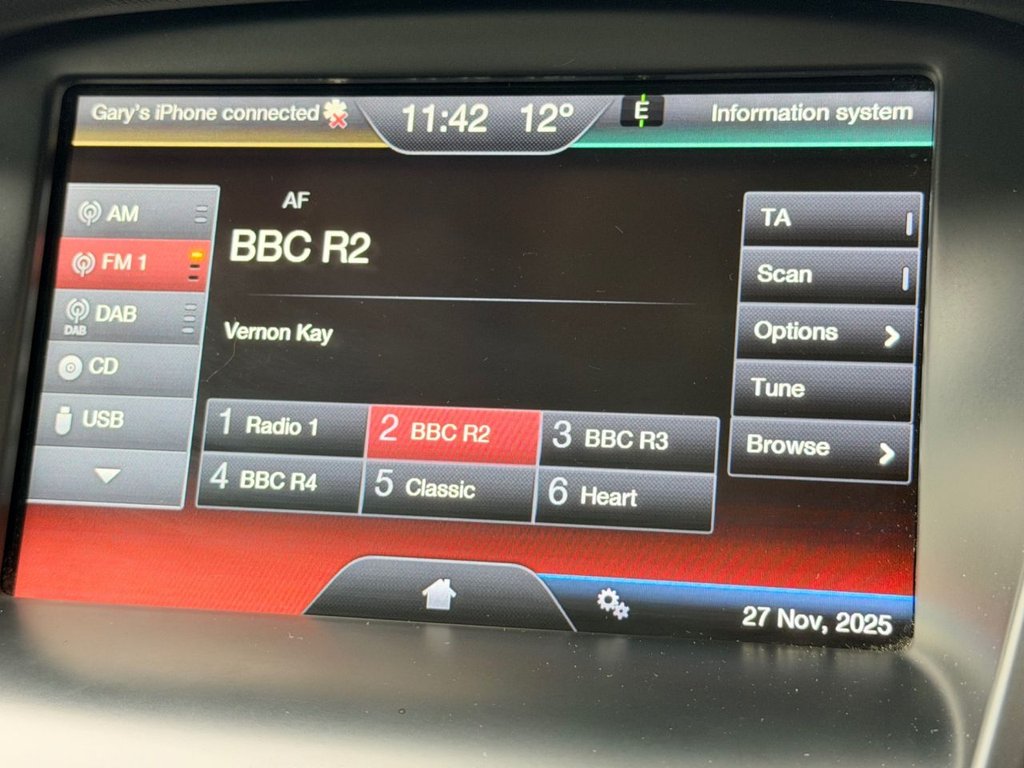 Gary's iPhone connected
11:42 12°
E
Information system
AM
FM 1
DAB
DAB
CD
USB
AF
BBC R2
Vernon Kay
1 Radio 1
2 BBC R2
3 BBC R3
4 BBC R4
5 Classic
6 Heart
TA
Scan
Options
Tune
Browse
27 Nov, 2025